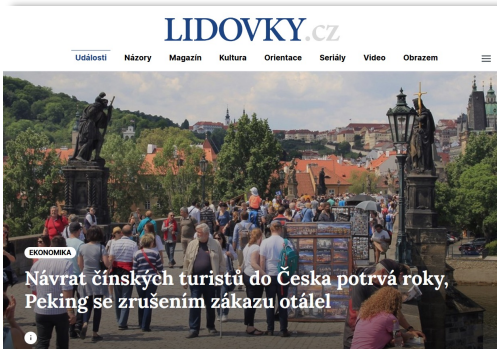 LIDOVKY.cz
Události Názory Magazín Kultura Orientace Seriály Video Obrazem
EKONOMIKA
Návrat čínských turistů do Česka potrvá roky,
Peking se zrušením zákazu otálel